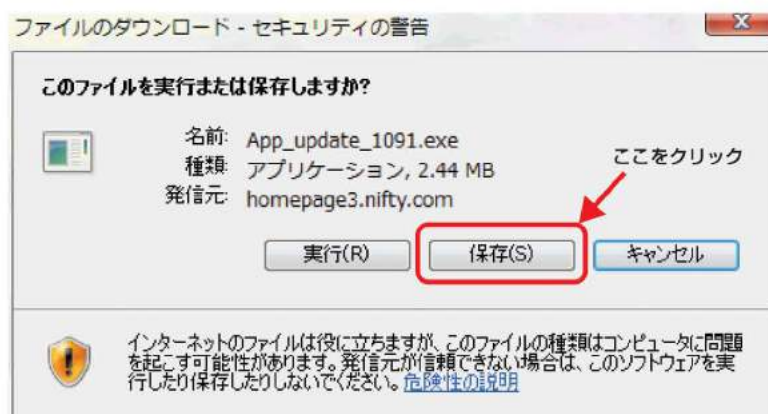 ファイルのダウンロード - セキュリティの警告
このファイルを実行または保存しますか?
名前: App_update_1091.exe
種類: アプリケーション, 2.44 MB
発信元: homepage3.nifty.com
ここをクリック
実行(R) 保存(S) キャンセル
インターネットのファイルは役に立ちますが、このファイルの種類はコンピュータに問題
を起こす可能性があります。発信元が信頼できない場合は、このソフトウェアを実
行したり保存したりしないでください。危険性の説明